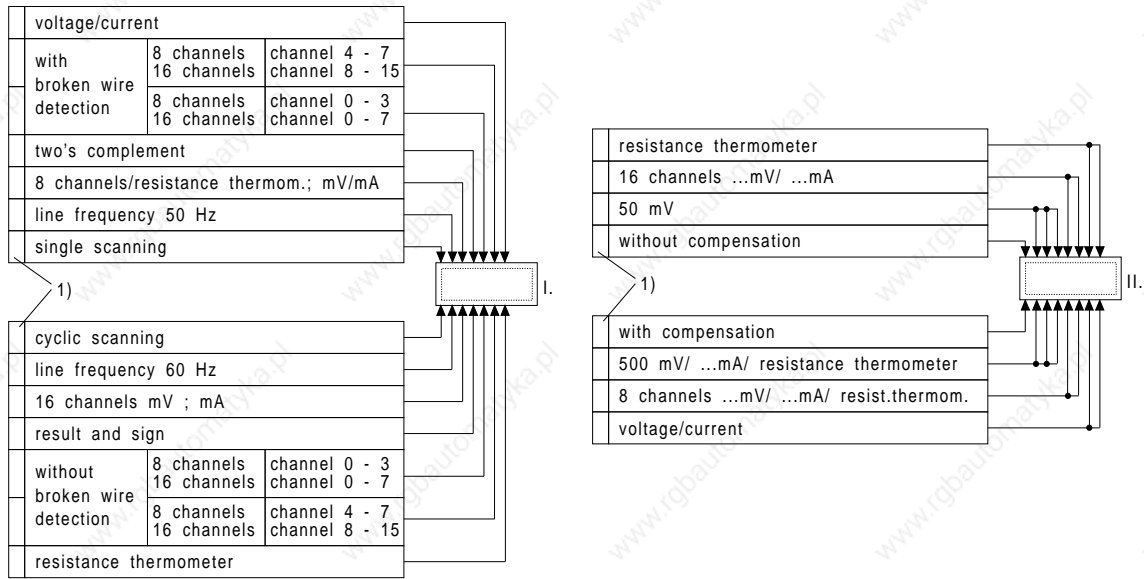 voltage/current
with
broken wire
detection
8 channels
16 channels
channel 4 - 7
channel 8 - 15
8 channels
16 channels
channel 0 - 3
channel 0 - 7
two's complement
8 channels/resistance thermom.; mV/mA
line frequency 50 Hz
single scanning
1)
I.
cyclic scanning
line frequency 60 Hz
16 channels mV ; mA
result and sign
without
broken wire
detection
8 channels
16 channels
channel 0 - 3
channel 0 - 7
8 channels
16 channels
channel 4 - 7
channel 8 - 15
resistance thermometer
resistance thermometer
16 channels ...mV/ ...mA
50 mV
without compensation
1)
II.
with compensation
500 mV/ ...mA/ resistance thermometer
8 channels ...mV/ ...mA/ resist.thermom.
voltage/current
www.rgbautomatyka.pl